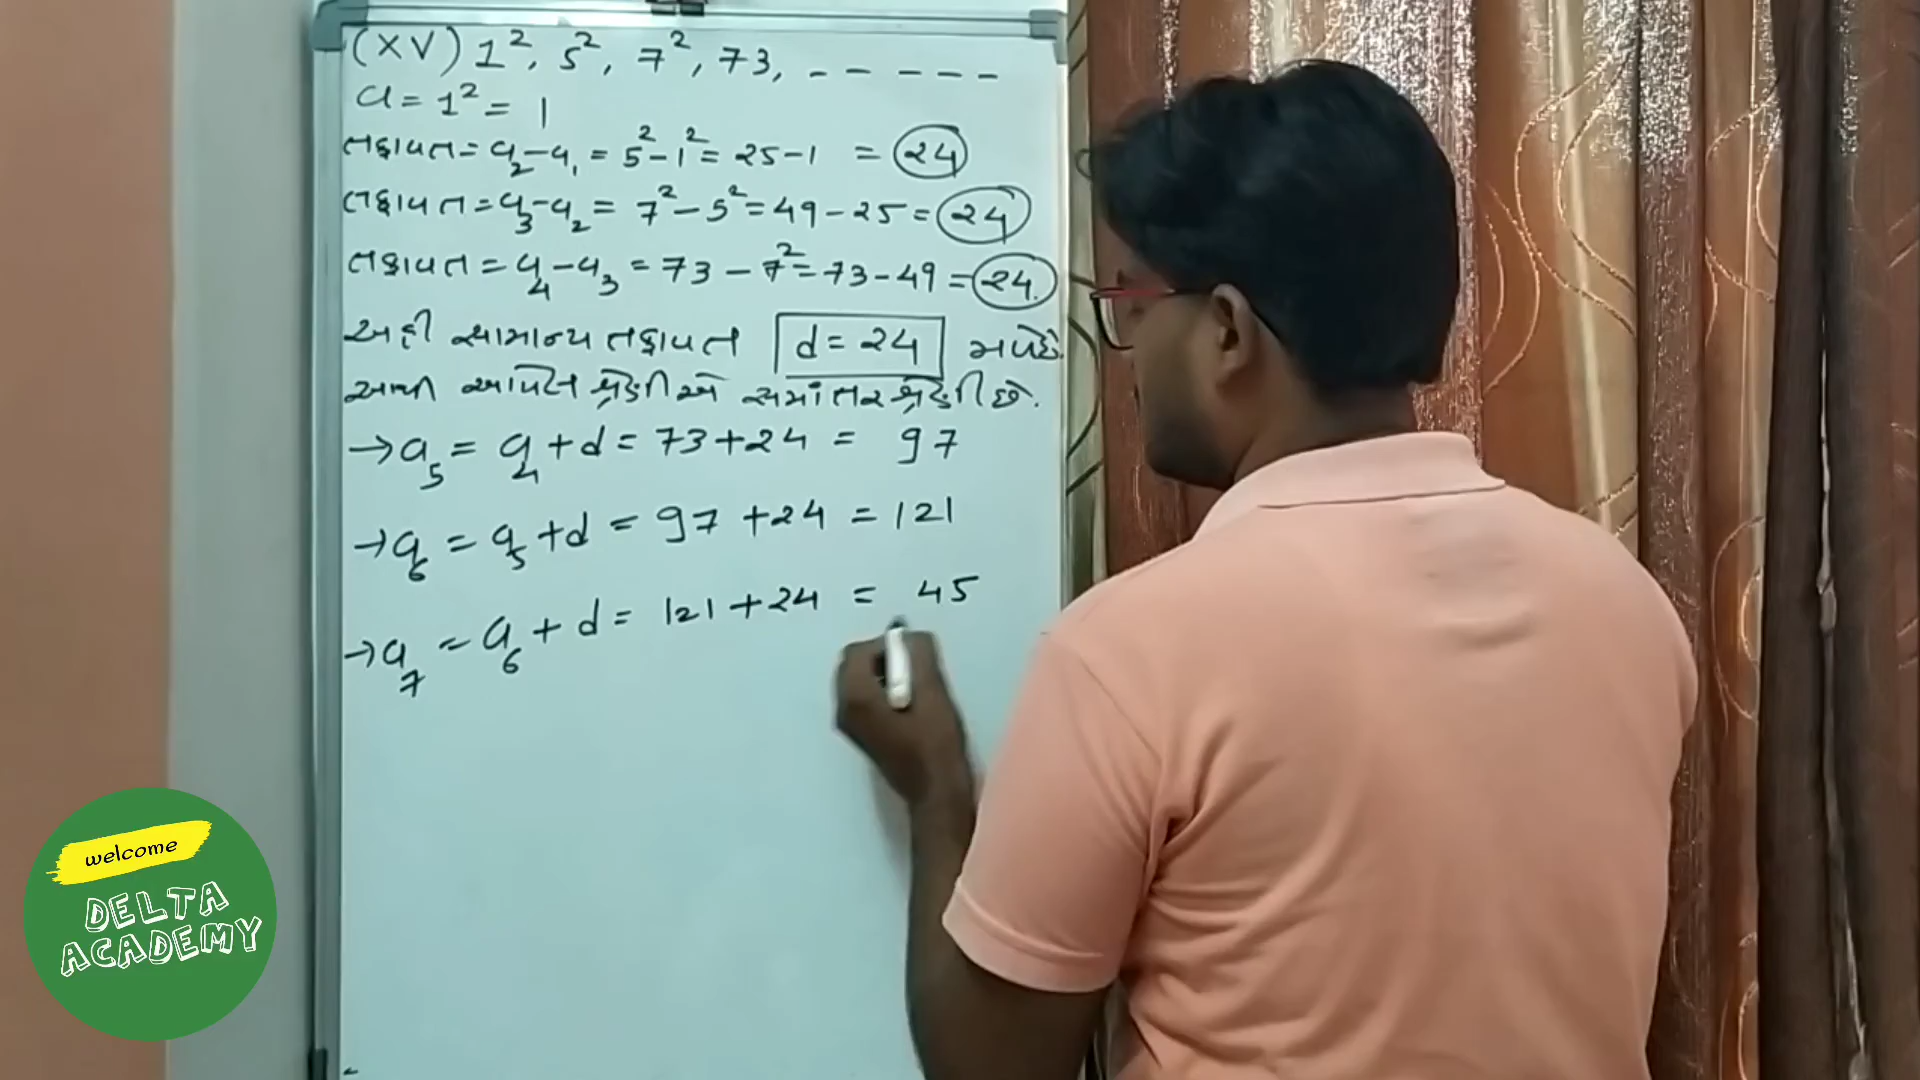 (XV) 1², 5², 7², 73, ------
a = 1² = 1
તફાવત = a₂ - a₁ = 5² - 1² = 25 - 1 = 24
તફાવત = a₃ - a₂ = 7² - 5² = 49 - 25 = 24
તફાવત = a₄ - a₃ = 73 - 7² = 73 - 49 = 24.
અહી સામાન્ય તફાવત d = 24 મળે છે.
આથી આપેલ શ્રેઢી એ સમાંતર શ્રેઢી છે.
→ a₅ = a₄ + d = 73 + 24 = 97
→ a₆ = a₅ + d = 97 + 24 = 121
→ a₇ = a₆ + d = 121 + 24 = 45
welcome
DELTA
ACADEMY